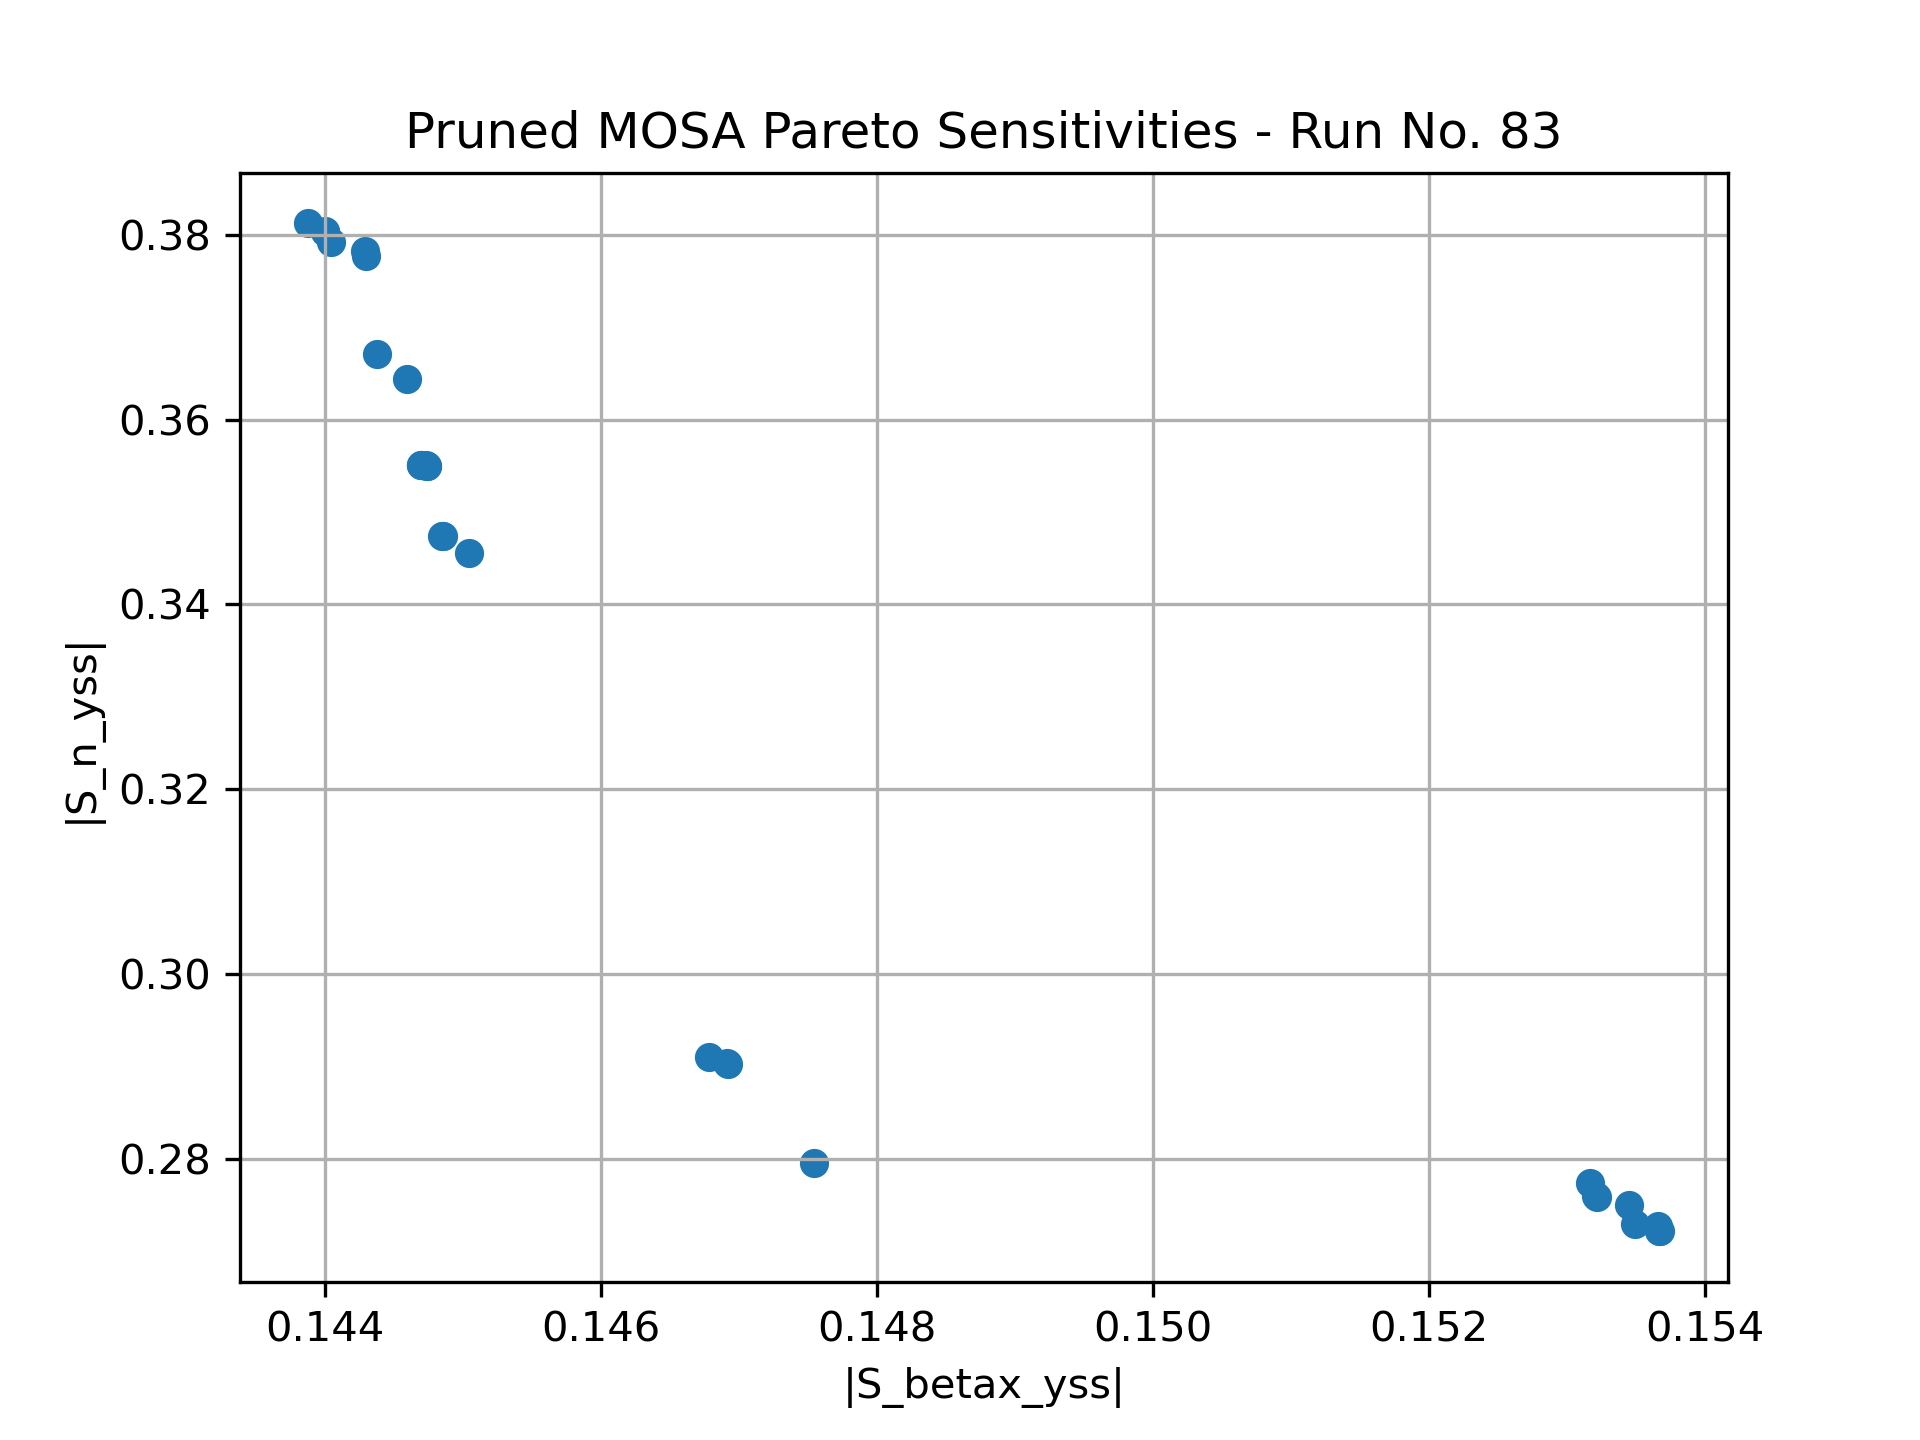 Pruned MOSA Pareto Sensitivities - Run No. 83
|S_n_yss|
0.38
0.36
0.34
0.32
0.30
0.28
0.144 0.146 0.148 0.150 0.152 0.154
|S_betax_yss|